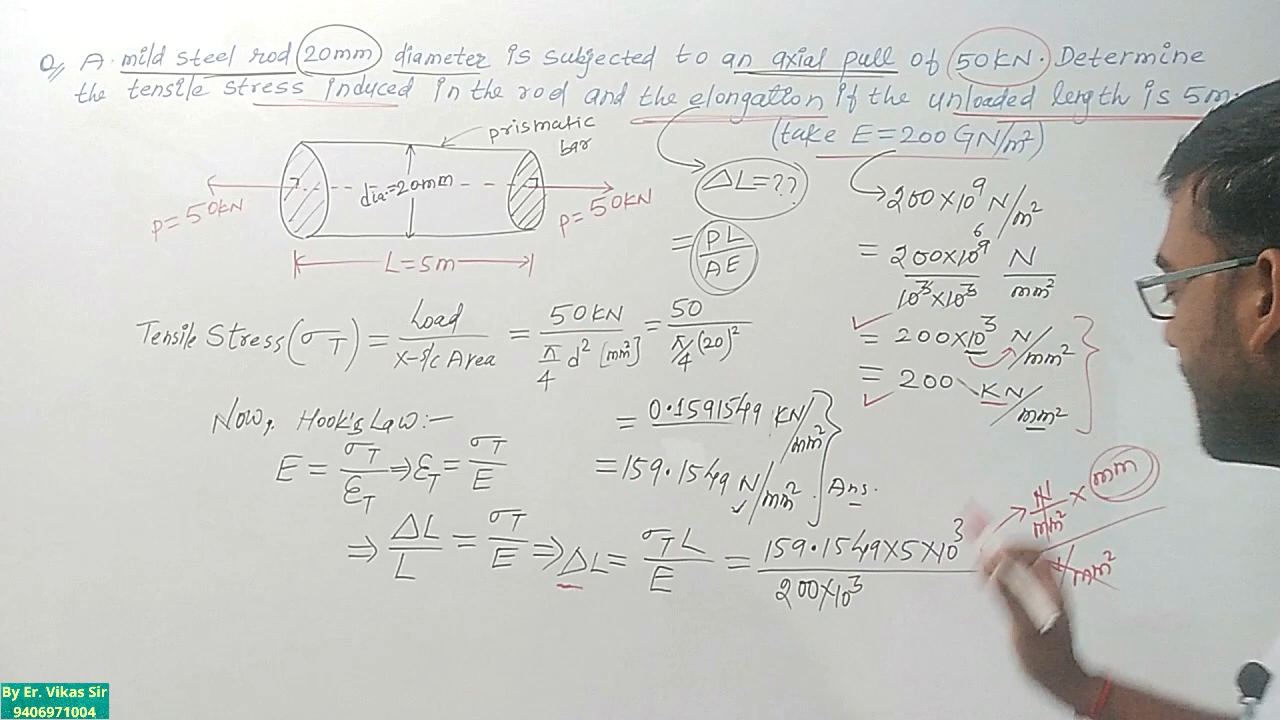 Q, A mild steel rod 20mm diameter is subjected to an axial pull of 50KN. Determine
the tensile stress induced in the rod and the elongation if the unloaded length is 5m.
(take E=200 GN/m²)
prismatic
bar
dia.=20mm
P=50KN
P=50KN
L=5m
ΔL=??
= PL/AE
200×10⁹ N/m²
= 200×10⁹/10³×10³ N/mm² 6
= 200×10³ N/mm²
= 200 KN/mm²
Tensile Stress(σT) = Load/X-s/c Area = 50KN/π/4 d² [mm²] = 50/π/4(20)²
= 0.1591549 KN/mm²
= 159.1549 N/mm² Ans.
Now, Hook's Law:-
E = σT/ƐT ⇒ ƐT = σT/E
⇒ ΔL/L = σT/E ⇒ ΔL = σT L/E = 159.1549×5×10³/200×10³
N/mm² × mm
/mm²
By Er. Vikas Sir
9406971004